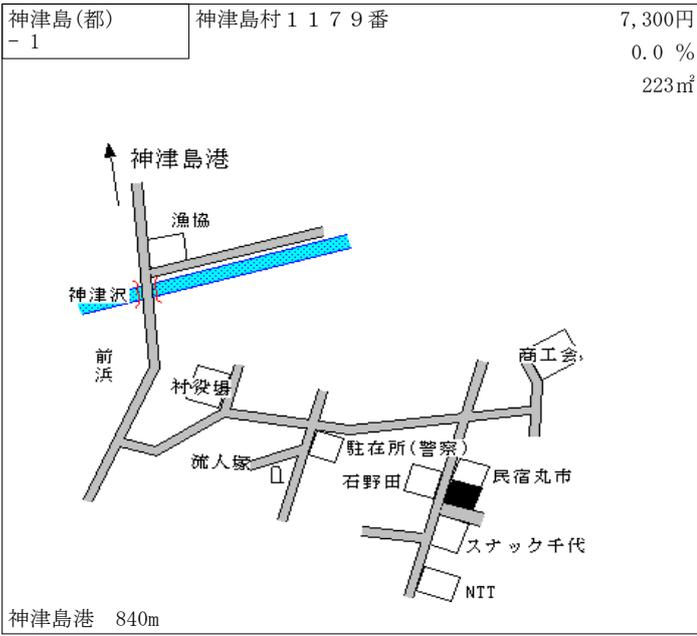 神津島(都)
- 1
神津島村１１７９番
7,300円
0.0 %
223㎡
神津島港
漁協
神津沢
前浜
村役場
商工会
駐在所(警察)
流人塚
石野田
民宿丸市
スナック千代
NTT
神津島港 840m